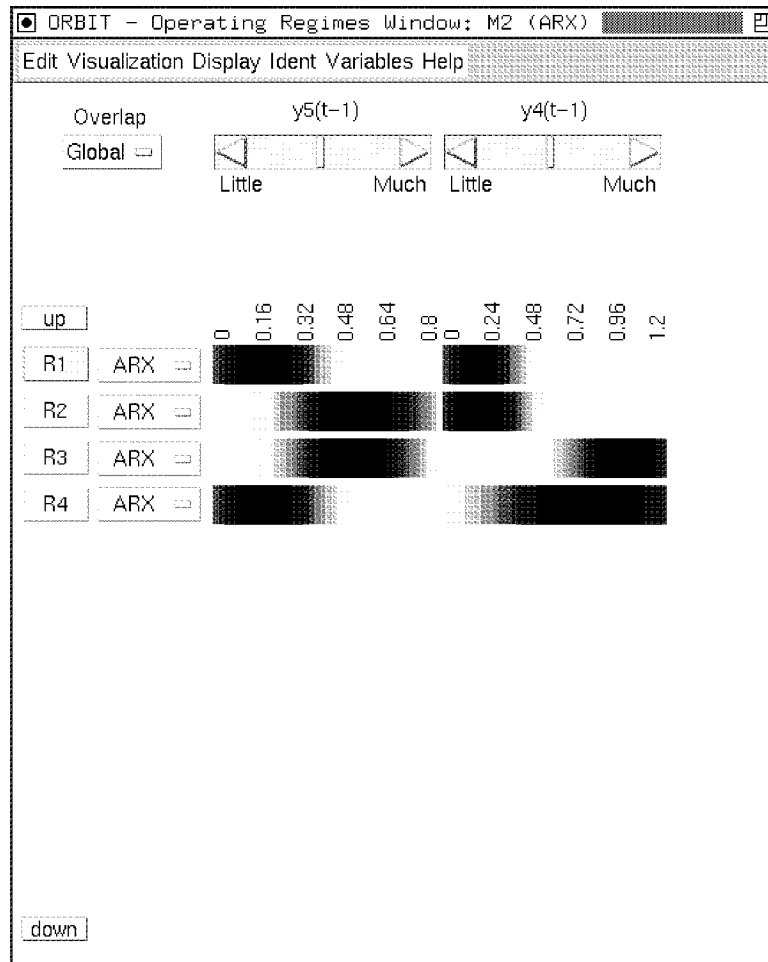 ORBIT - Operating Regimes Window: M2 (ARX)
Edit Visualization Display Ident Variables Help
Overlap y5(t-1) y4(t-1)
Global
Little Much Little Much
up 0 0.16 0.32 0.48 0.64 0.8 0 0.24 0.48 0.72 0.96 1.2
R1 ARX
R2 ARX
R3 ARX
R4 ARX
down